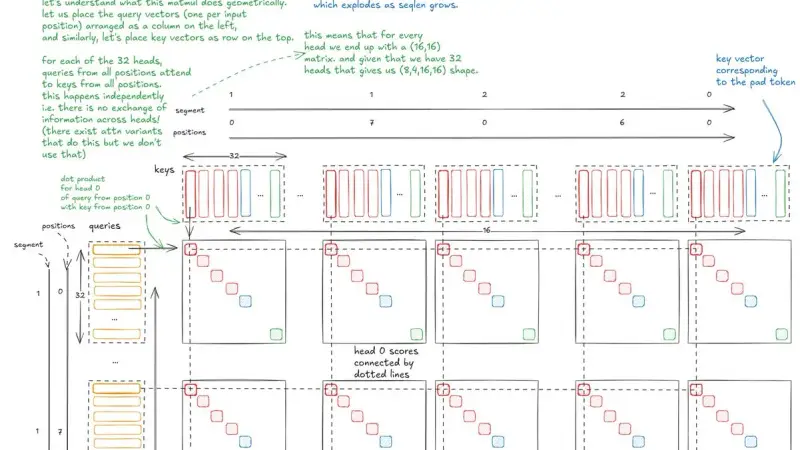 let's understand what this matmul does geometrically.
let us place the query vectors (one per input
position) arranged as a column on the left,
and similarly, let's place key vectors as row on the top.
for each of the 32 heads,
queries from all positions attend
to keys from all positions.
this happens independently
i.e. there is no exchange of
information across heads!
(there exist attn variants
that do this but we don't
use that)
which explodes as seqlen grows.
this means that for every
head we end up with a (16,16)
matrix. and given that we have 32
heads that gives us (8,4,16,16) shape.
key vector
corresponding
to the pad token
1 1 2 2 0
segment
0 7 0 6 0
positions
32
keys
... ... ... ... ... ... ...
dot product
for head 0
of query from position 0
with key from position 0
16
positions queries
segment
1 0
32
...
...
head 0 scores
connected by
dotted lines
1 7